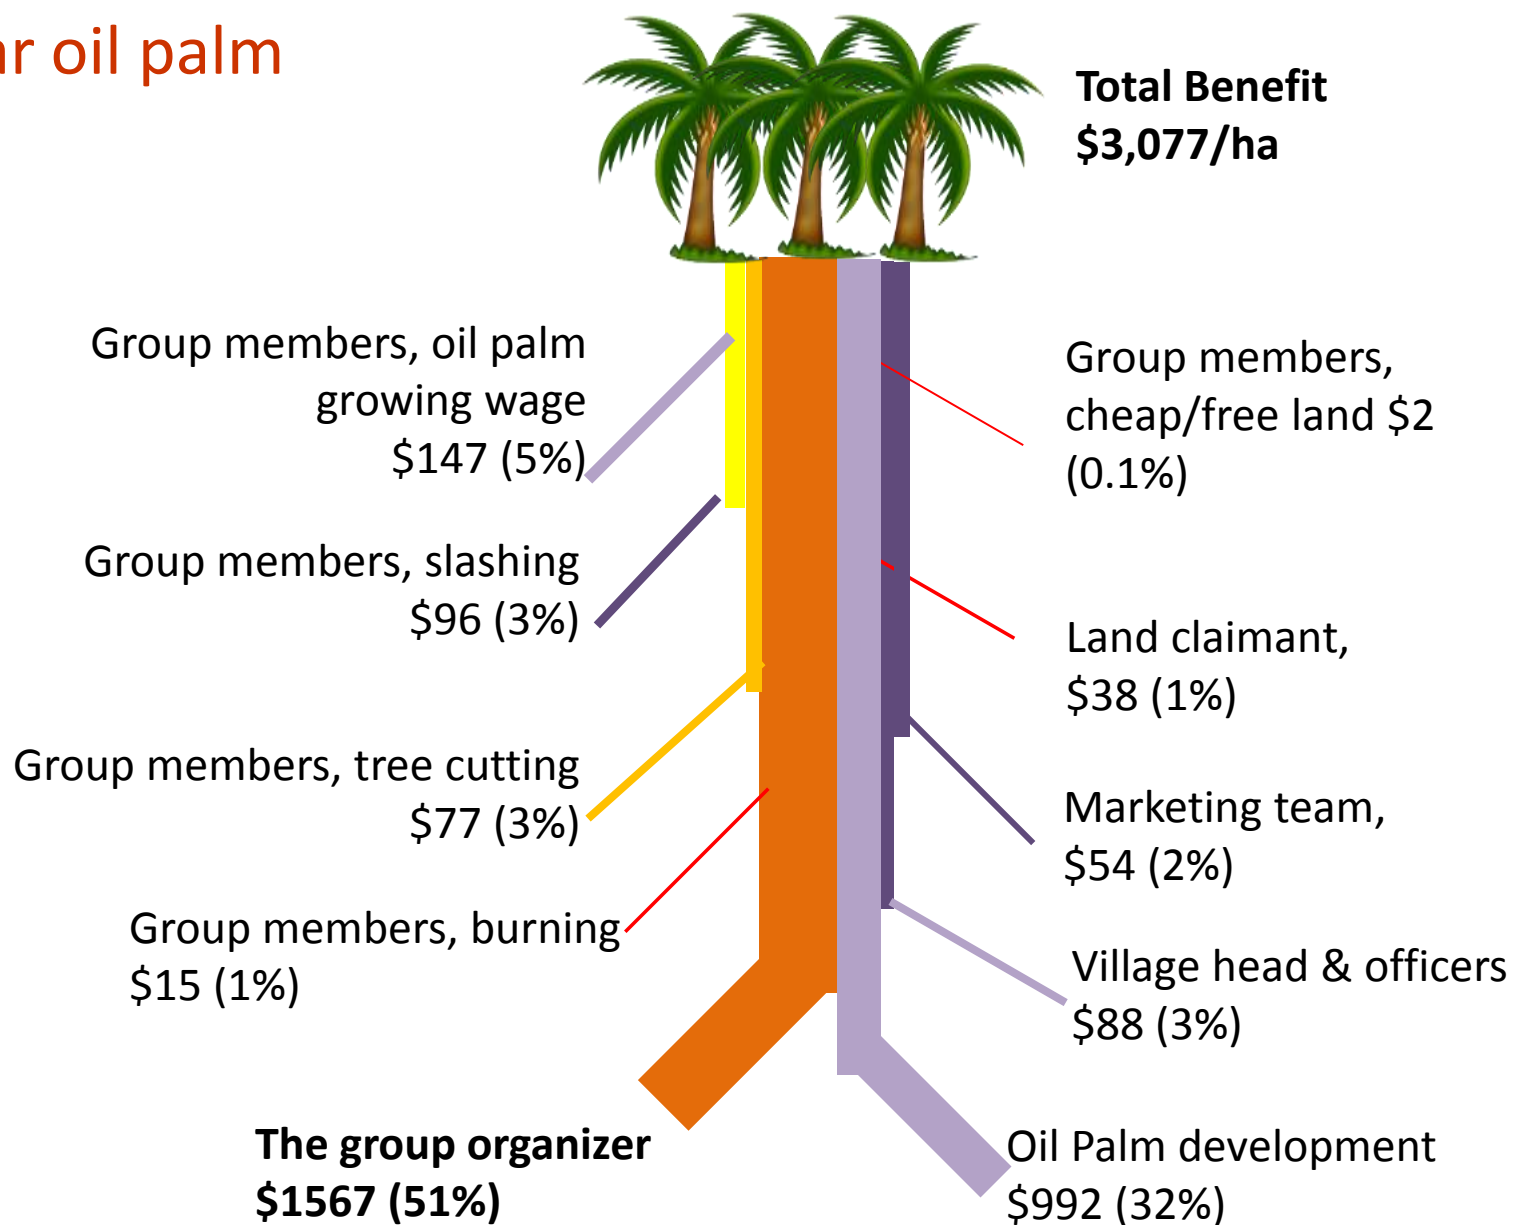 oil palm
Total Benefit
$3,077/ha
Group members, oil palm
growing wage
$147 (5%)
Group members, slashing
$96 (3%)
Group members, tree cutting
$77 (3%)
Group members, burning
$15 (1%)
The group organizer
$1567 (51%)
Group members,
cheap/free land $2
(0.1%)
Land claimant,
$38 (1%)
Marketing team,
$54 (2%)
Village head & officers
$88 (3%)
Oil Palm development
$992 (32%)